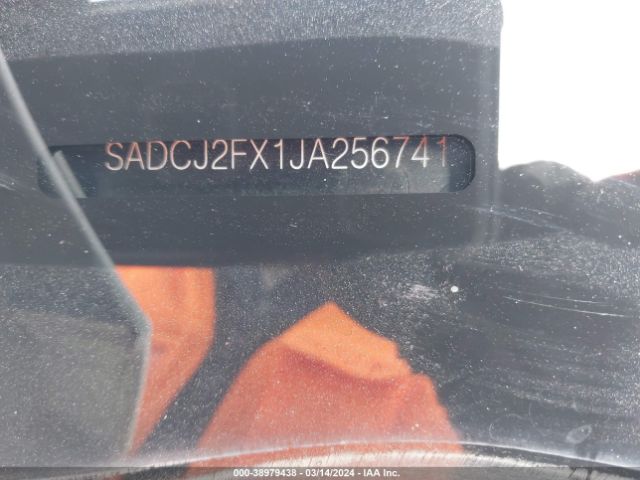 SADCJ2FX1JA256741
000-38979438 - 03/14/2024 - IAA Inc.